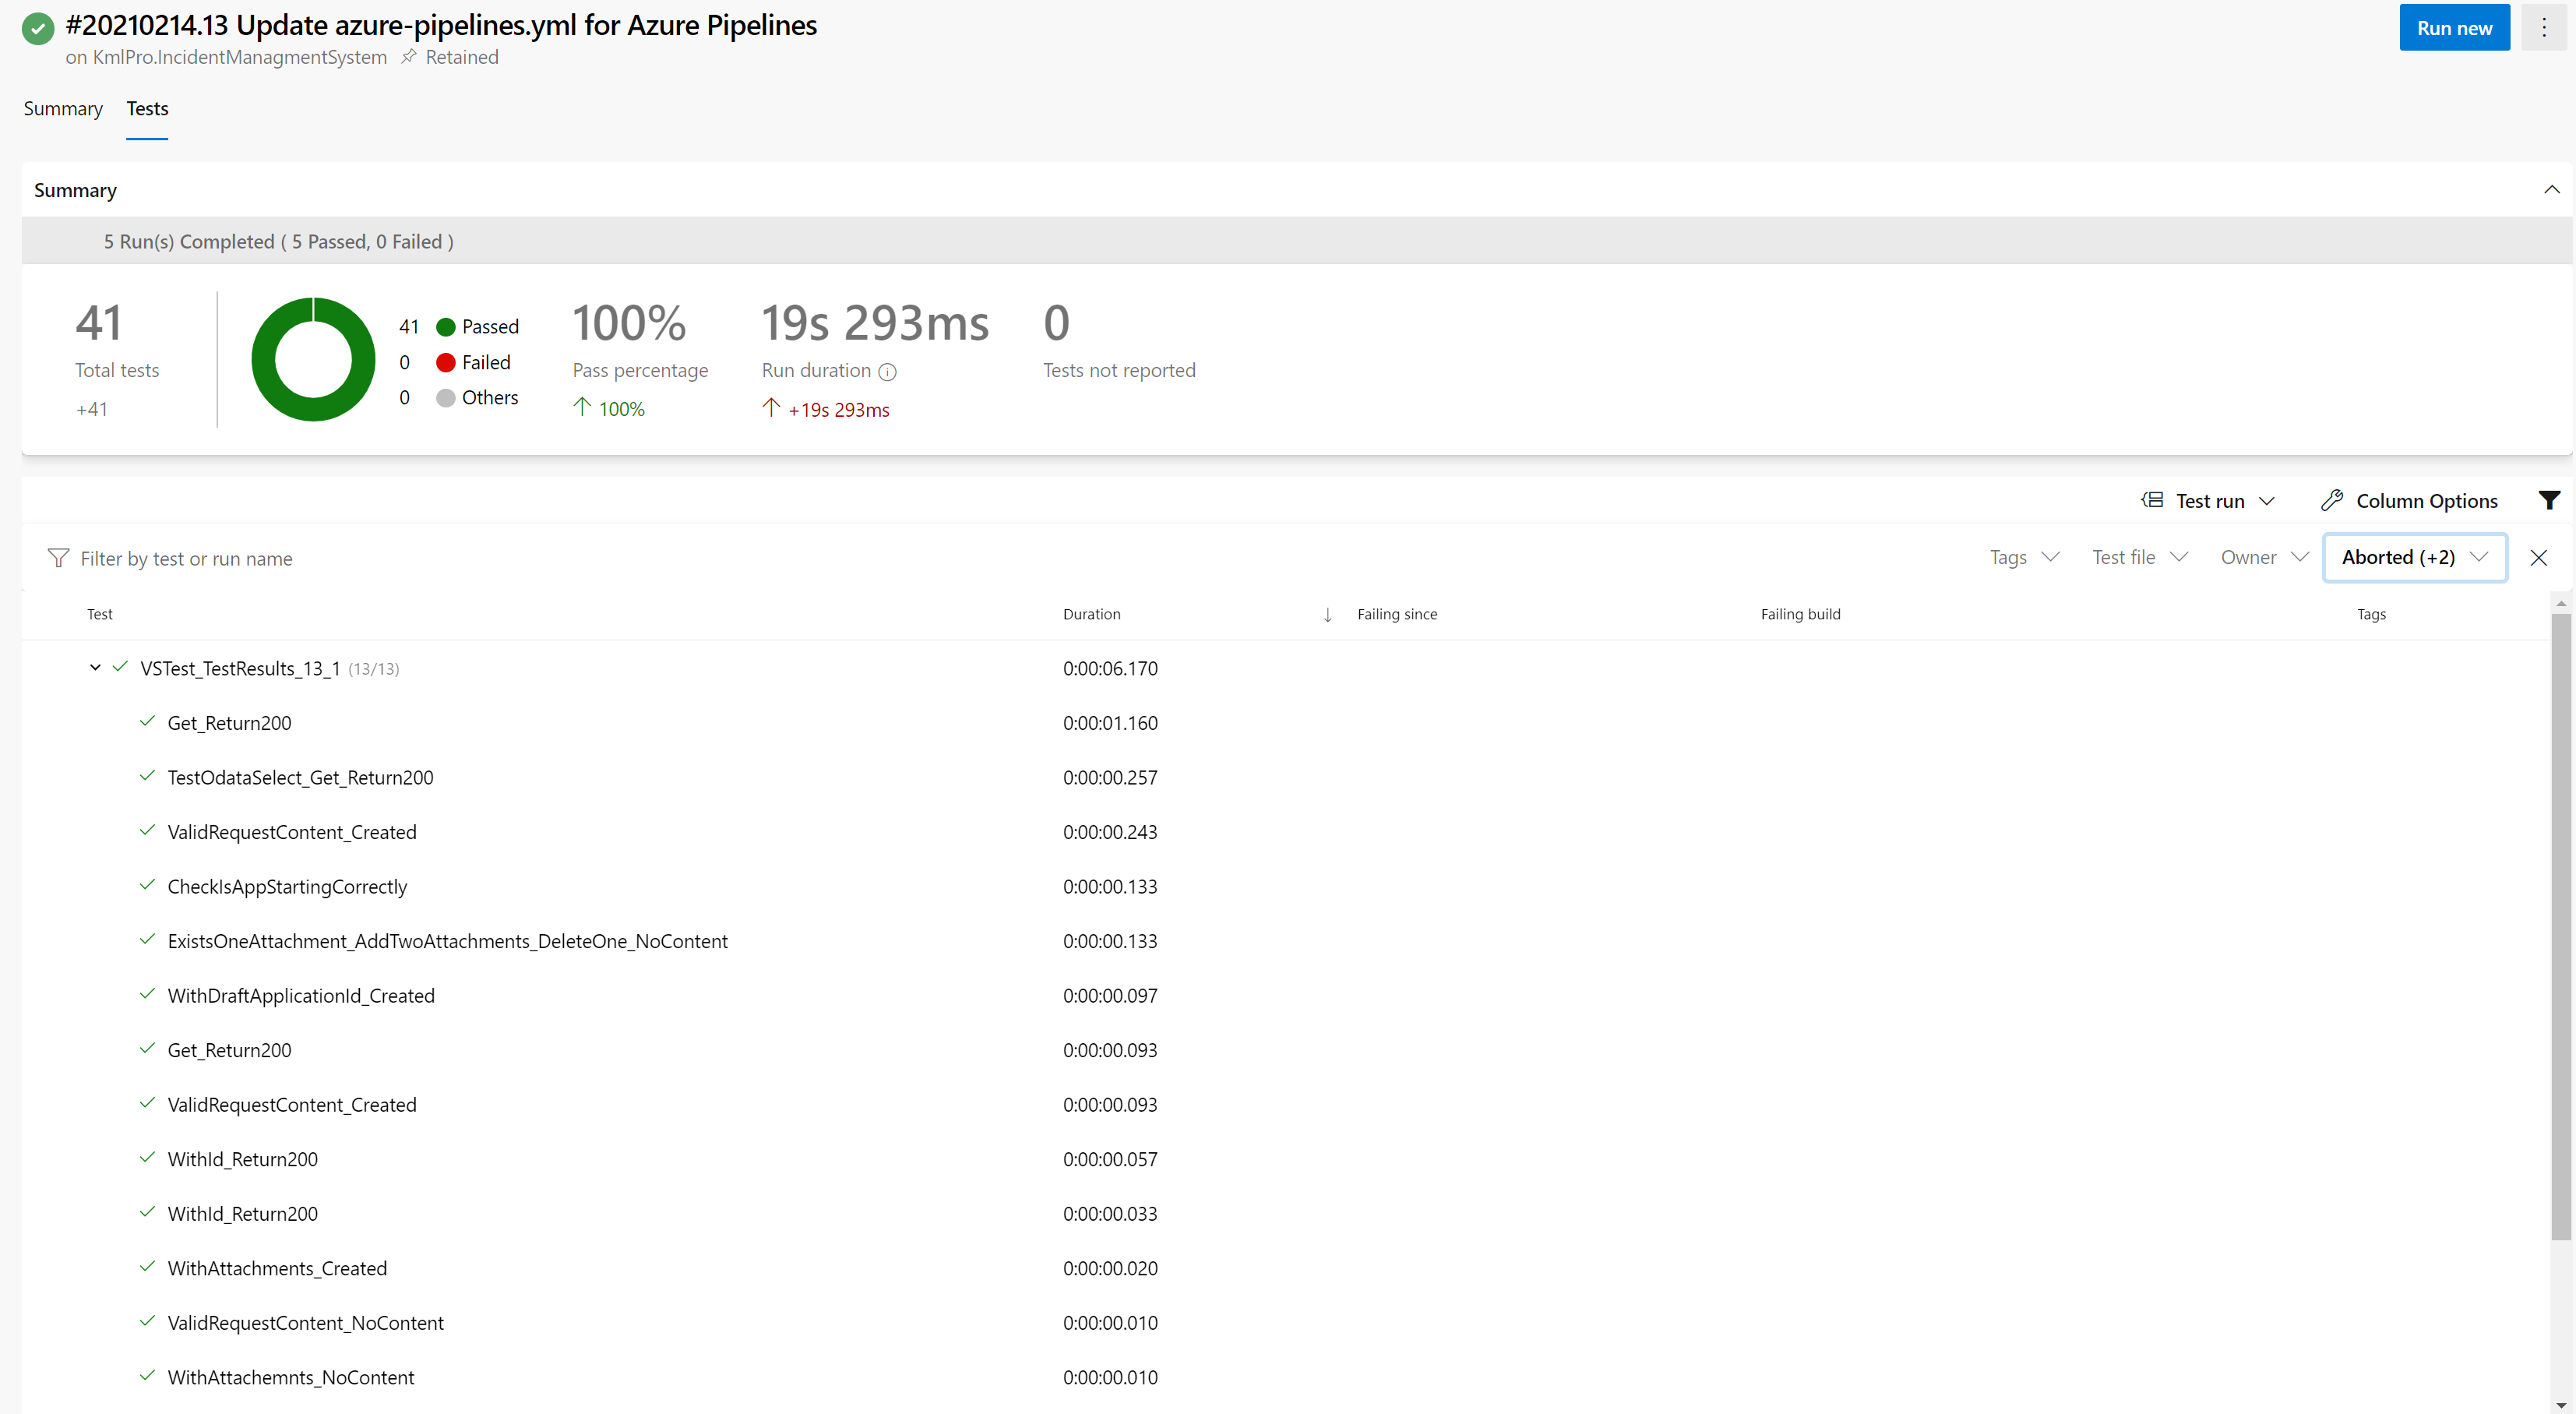 #20210214.13 Update azure-pipelines.yml for Azure Pipelines
Run new
on KmlPro.IncidentManagmentSystem Retained
Summary Tests
Summary
5 Run(s) Completed ( 5 Passed, 0 Failed )
41
Total tests
+41
41 Passed
0 Failed
0 Others
100%
Pass percentage
100%
19s 293ms
Run duration
+19s 293ms
0
Tests not reported
Test run Column Options
Filter by test or run name Tags Test file Owner Aborted (+2)
Test Duration Failing since Failing build Tags
VSTest_TestResults_13_1 (13/13) 0:00:06.170
Get_Return200 0:00:01.160
TestOdataSelect_Get_Return200 0:00:00.257
ValidRequestContent_Created 0:00:00.243
CheckIsAppStartingCorrectly 0:00:00.133
ExistsOneAttachment_AddTwoAttachments_DeleteOne_NoContent 0:00:00.133
WithDraftApplicationId_Created 0:00:00.097
Get_Return200 0:00:00.093
ValidRequestContent_Created 0:00:00.093
WithId_Return200 0:00:00.057
WithId_Return200 0:00:00.033
WithAttachments_Created 0:00:00.020
ValidRequestContent_NoContent 0:00:00.010
WithAttachemnts_NoContent 0:00:00.010